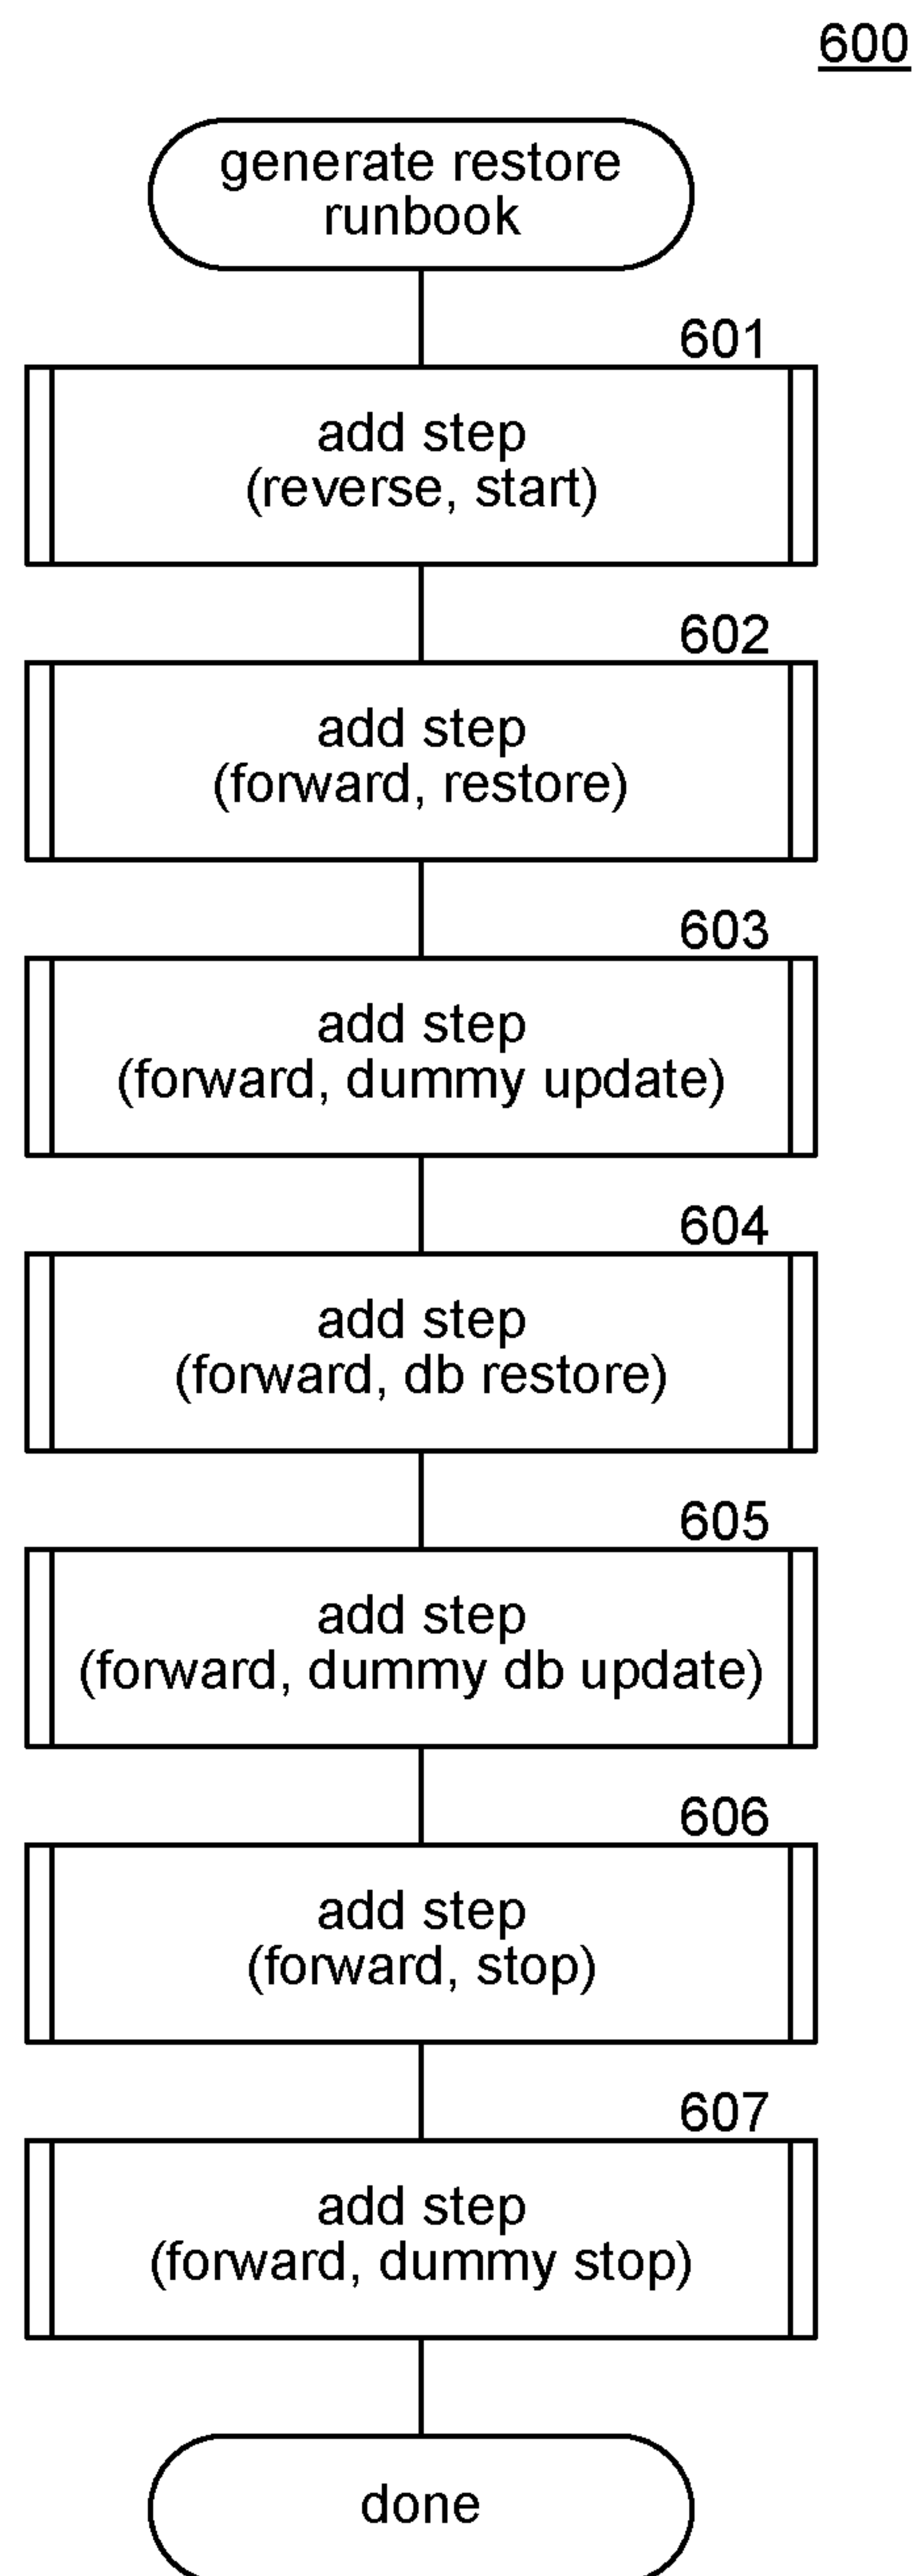 600
generate restore
runbook
601
add step
(reverse, start)
602
add step
(forward, restore)
603
add step
(forward, dummy update)
604
add step
(forward, db restore)
605
add step
(forward, dummy db update)
606
add step
(forward, stop)
607
add step
(forward, dummy stop)
done